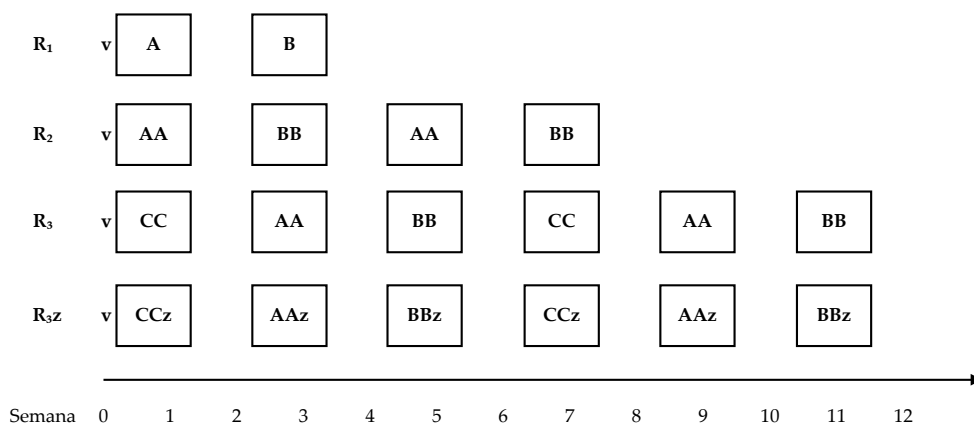 R₁ v A B
R₂ v AA BB AA BB
R₃ v CC AA BB CC AA BB
R₃z v CCz AAz BBz CCz AAz BBz
Semana 0 1 2 3 4 5 6 7 8 9 10 11 12